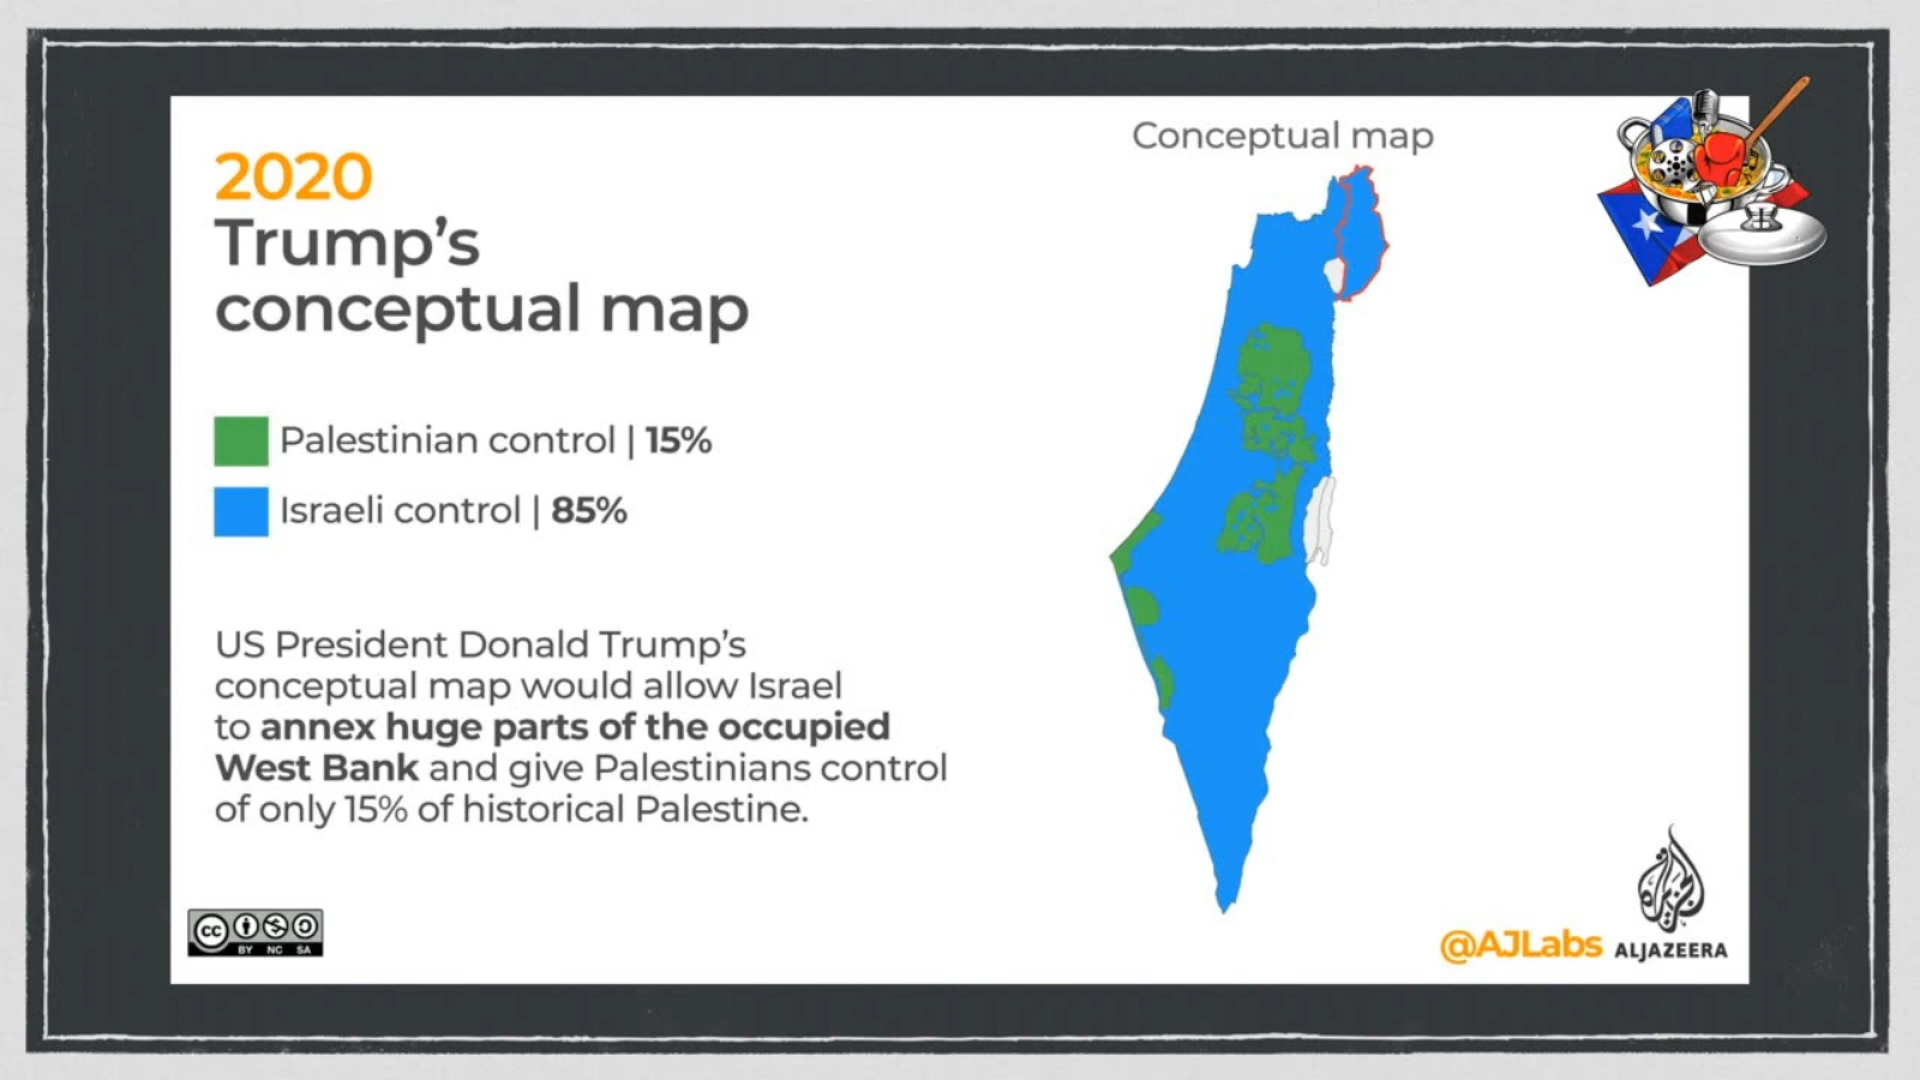 Conceptual map
2020
Trump's
conceptual map
Palestinian control | 15%
Israeli control | 85%
US President Donald Trump's
conceptual map would allow Israel
to annex huge parts of the occupied
West Bank and give Palestinians control
of only 15% of historical Palestine.
cc
BY NC SA
@AJLabs
الجزيرة
ALJAZEERA